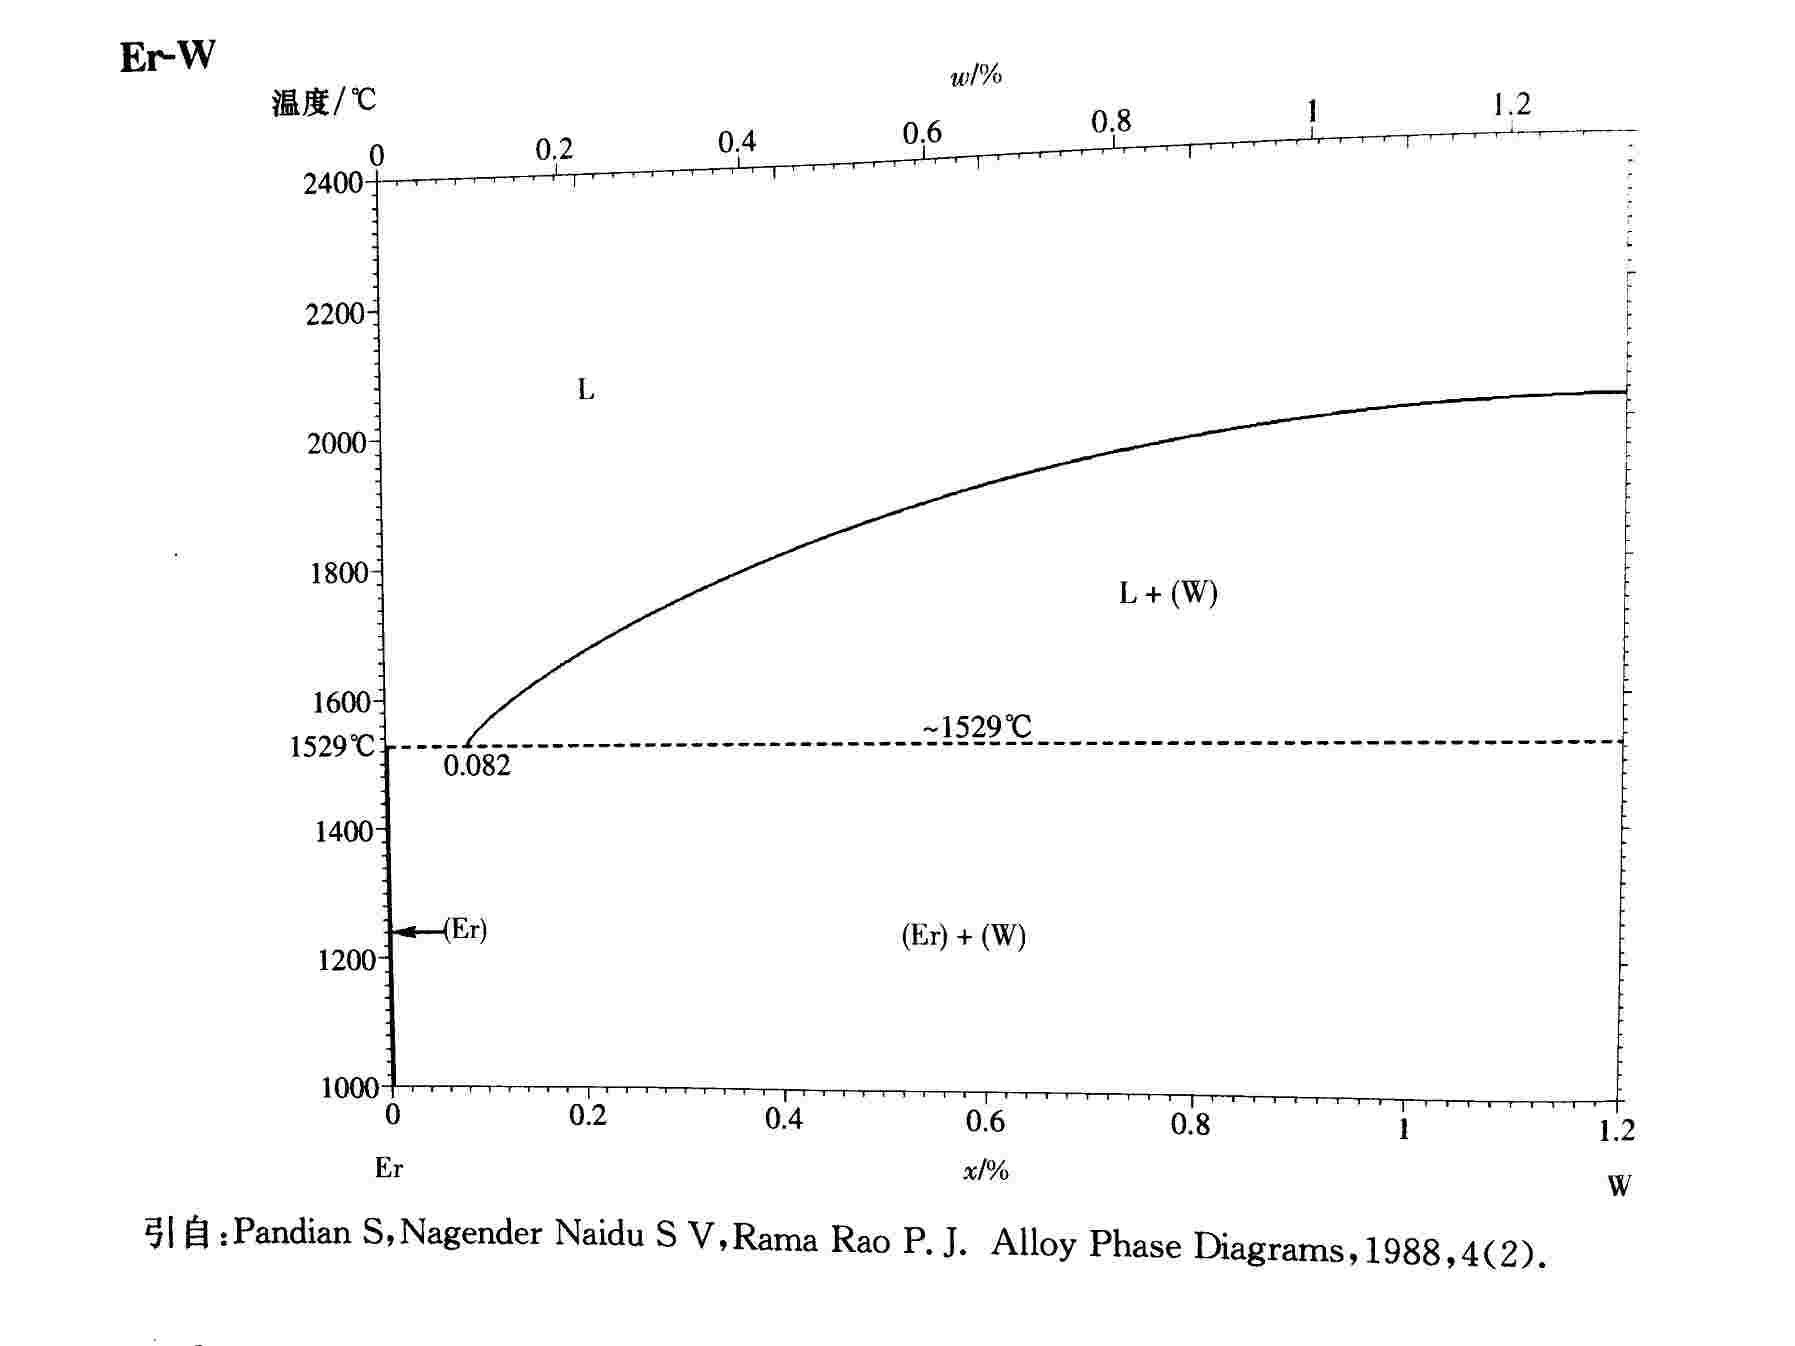 Er-W
w/%
温度/℃
0 0.2 0.4 0.6 0.8 1 1.2
2400
2200
L
2000
1800
L + (W)
1600
~1529℃
1529℃
0.082
1400
(Er)
(Er) + (W)
1200
1000
0 0.2 0.4 0.6 0.8 1 1.2
Er x/% W
引自:Pandian S,Nagender Naidu S V,Rama Rao P. J. Alloy Phase Diagrams,1988,4(2).